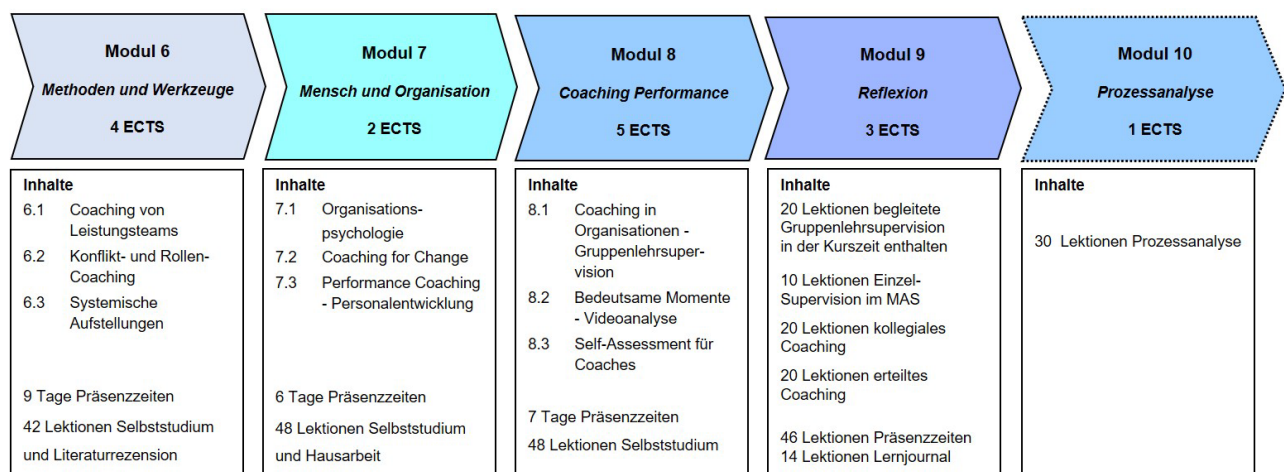 Modul 6
Methoden und Werkzeuge
4 ECTS
Modul 7
Mensch und Organisation
2 ECTS
Modul 8
Coaching Performance
5 ECTS
Modul 9
Reflexion
3 ECTS
Modul 10
Prozessanalyse
1 ECTS
Inhalte
6.1 Coaching von
Leistungsteams
6.2 Konflikt- und Rollen-
Coaching
6.3 Systemische
Aufstellungen
9 Tage Präsenzzeiten
42 Lektionen Selbststudium
und Literaturrezension
Inhalte
7.1 Organisations-
psychologie
7.2 Coaching for Change
7.3 Performance Coaching
- Personalentwicklung
6 Tage Präsenzzeiten
48 Lektionen Selbststudium
und Hausarbeit
Inhalte
8.1 Coaching in
Organisationen -
Gruppenlehrsuper-
vision
8.2 Bedeutsame Momente
- Videoanalyse
8.3 Self-Assessment für
Coaches
7 Tage Präsenzzeiten
48 Lektionen Selbststudium
Inhalte
20 Lektionen begleitete
Gruppenlehrsupervision
in der Kurszeit enthalten
10 Lektionen Einzel-
Supervision im MAS
20 Lektionen kollegiales
Coaching
20 Lektionen erteiltes
Coaching
46 Lektionen Präsenzzeiten
14 Lektionen Lernjournal
Inhalte
30 Lektionen Prozessanalyse